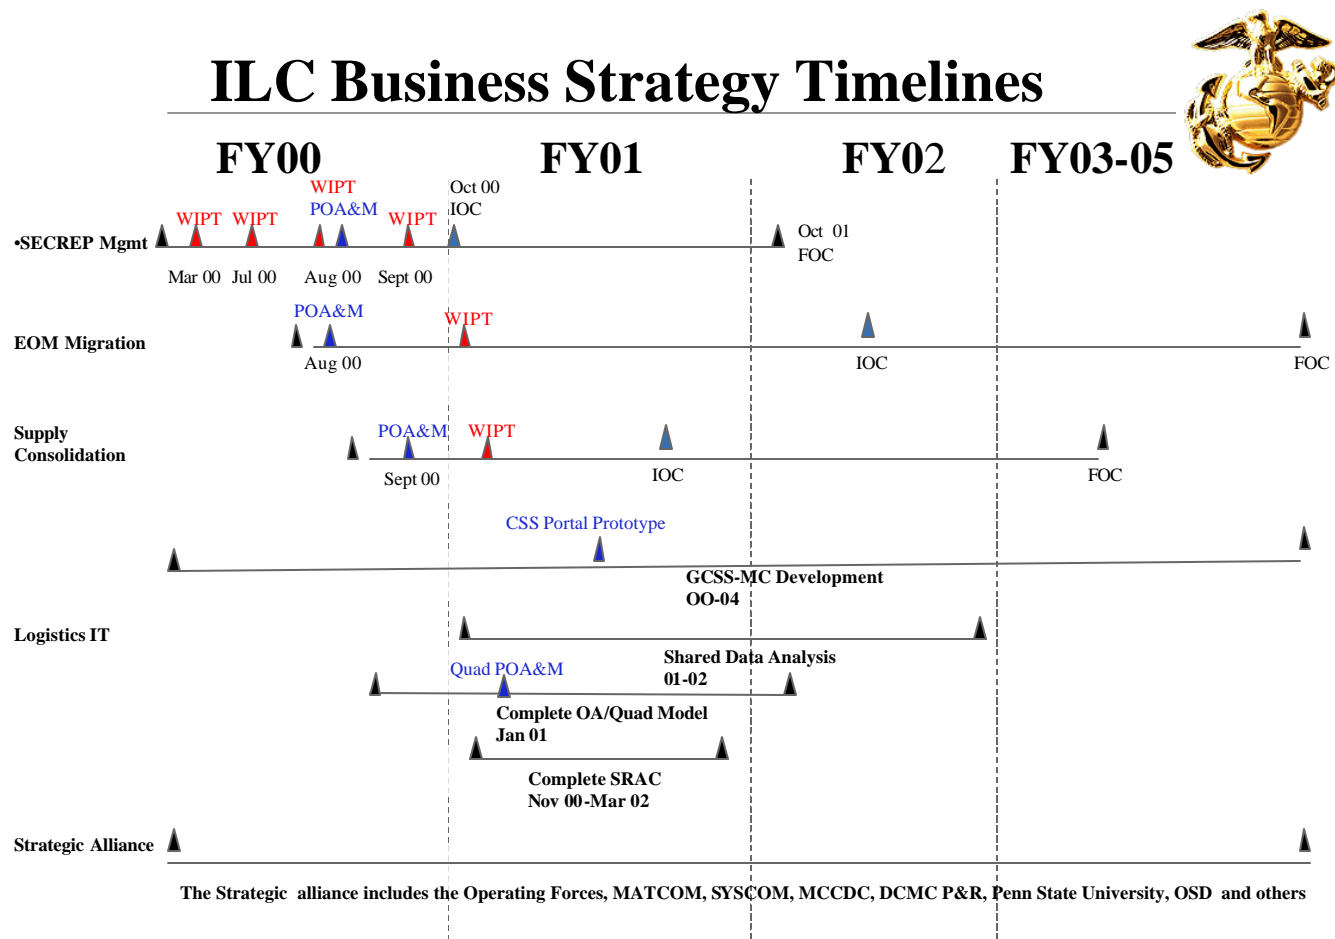 ILC Business Strategy Timelines
FY00 FY01 FY02 FY03-05
WIPT
POA&M
Oct 00
IOC
WIPT WIPT WIPT
•SECREP Mgmt
Oct 01
FOC
Mar 00 Jul 00 Aug 00 Sept 00
POA&M
WIPT
EOM Migration
Aug 00
IOC
FOC
Supply
Consolidation
POA&M
WIPT
Sept 00
IOC
FOC
CSS Portal Prototype
GCSS-MC Development
OO-04
Logistics IT
Shared Data Analysis
01-02
Quad POA&M
Complete OA/Quad Model
Jan 01
Complete SRAC
Nov 00-Mar 02
Strategic Alliance
The Strategic alliance includes the Operating Forces, MATCOM, SYSCOM, MCCDC, DCMC P&R, Penn State University, OSD and others